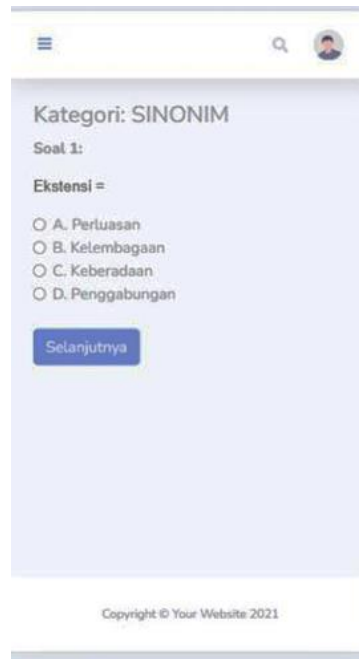 Kategori: SINONIM
Soal 1:
Ekstensi =
A. Perluasan
B. Kelembagaan
C. Keberadaan
D. Penggabungan
Selanjutnya
Copyright © Your Website 2021